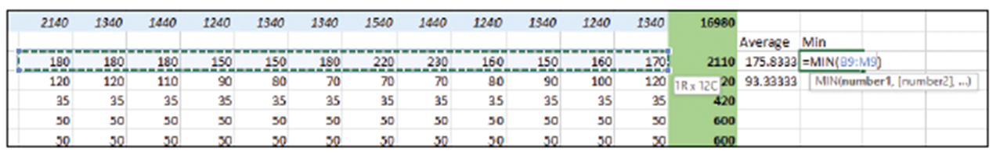 2140 1340 1440 1240 1340 1340 1540 1440 1240 1340 1240 1340 16980
Average Min
180 180 180 150 150 180 220 230 160 150 160 170 2110 175.8333 =MIN(B9:M9)
120 120 110 90 80 70 70 70 80 90 100 120 1R x 12C 20 93.33333 MIN(number1, [number2], ...)
35 35 35 35 35 35 35 35 35 35 35 35 420
50 50 50 50 50 50 50 50 50 50 50 50 600
50 50 50 50 50 50 50 50 50 50 50 50 600